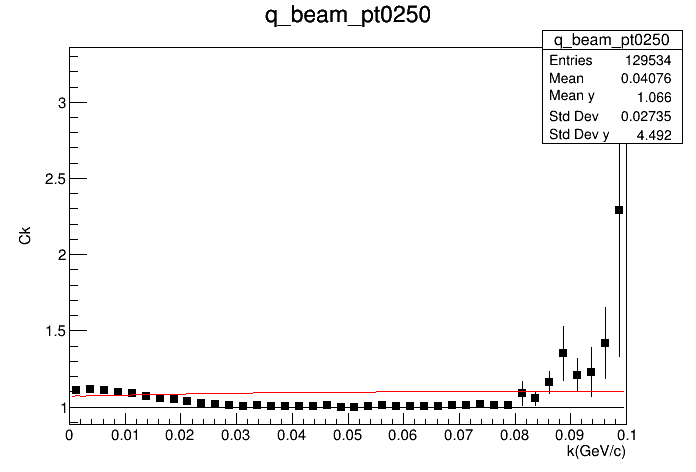 q_beam_pt0250
q_beam_pt0250
Entries 129534
Mean 0.04076
Mean y 1.066
Std Dev 0.02735
Std Dev y 4.492
3
2.5
2
1.5
1
Ck
0 0.01 0.02 0.03 0.04 0.05 0.06 0.07 0.08 0.09 0.1
k(GeV/c)